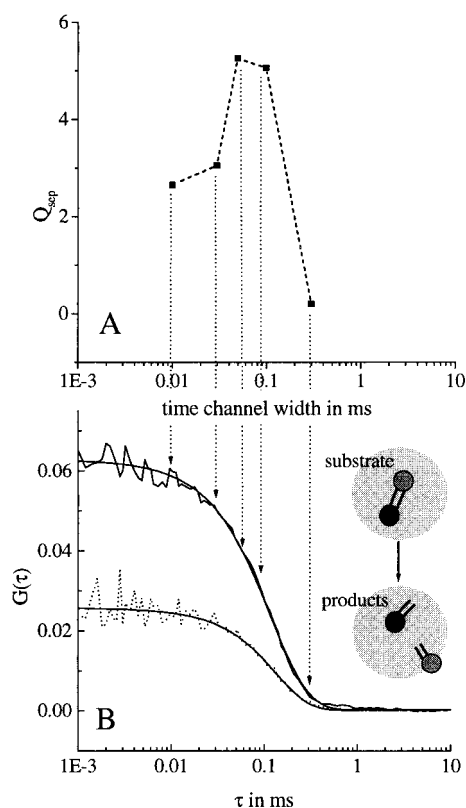 6
4
2
0
Q_scp
A
1E-3 0.01 0.1 1 10
time channel width in ms
0.06
0.04
0.02
0.00
G(τ)
substrate
products
B
1E-3 0.01 0.1 1 10
τ in ms